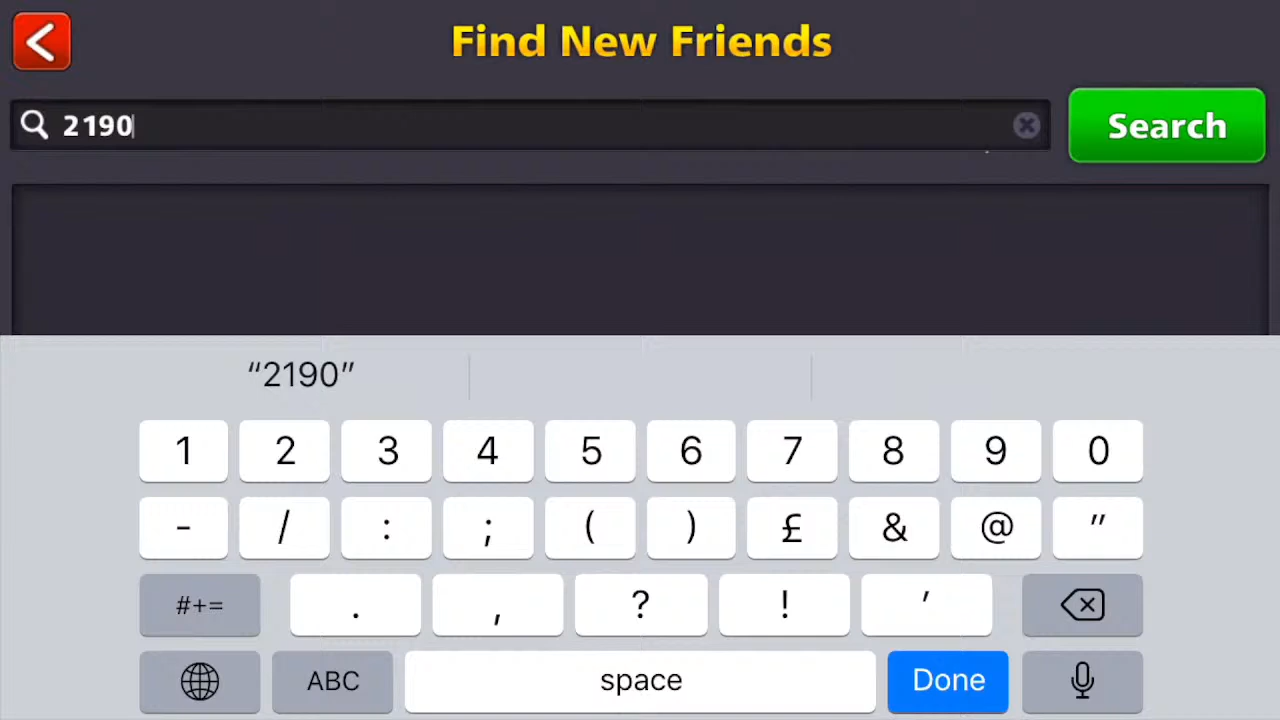 Find New Friends
2190
Search
“2190”
1 2 3 4 5 6 7 8 9 0
- / : ; ( ) £ & @ "
#+= . , ? ! '
ABC space Done